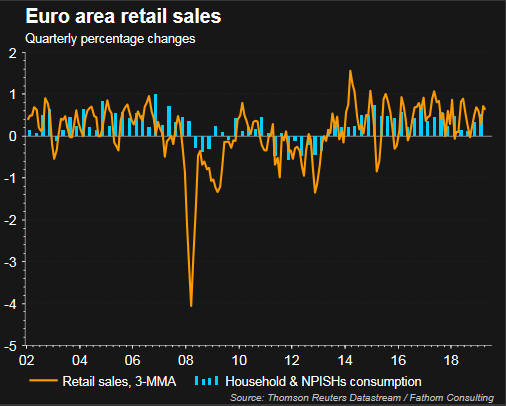 Euro area retail sales
Quarterly percentage changes
2
1
0
-1
-2
-3
-4
-5
02 04 06 08 10 12 14 16 18
Retail sales, 3-MMA Household & NPISHs consumption
Source: Thomson Reuters Datastream / Fathom Consulting